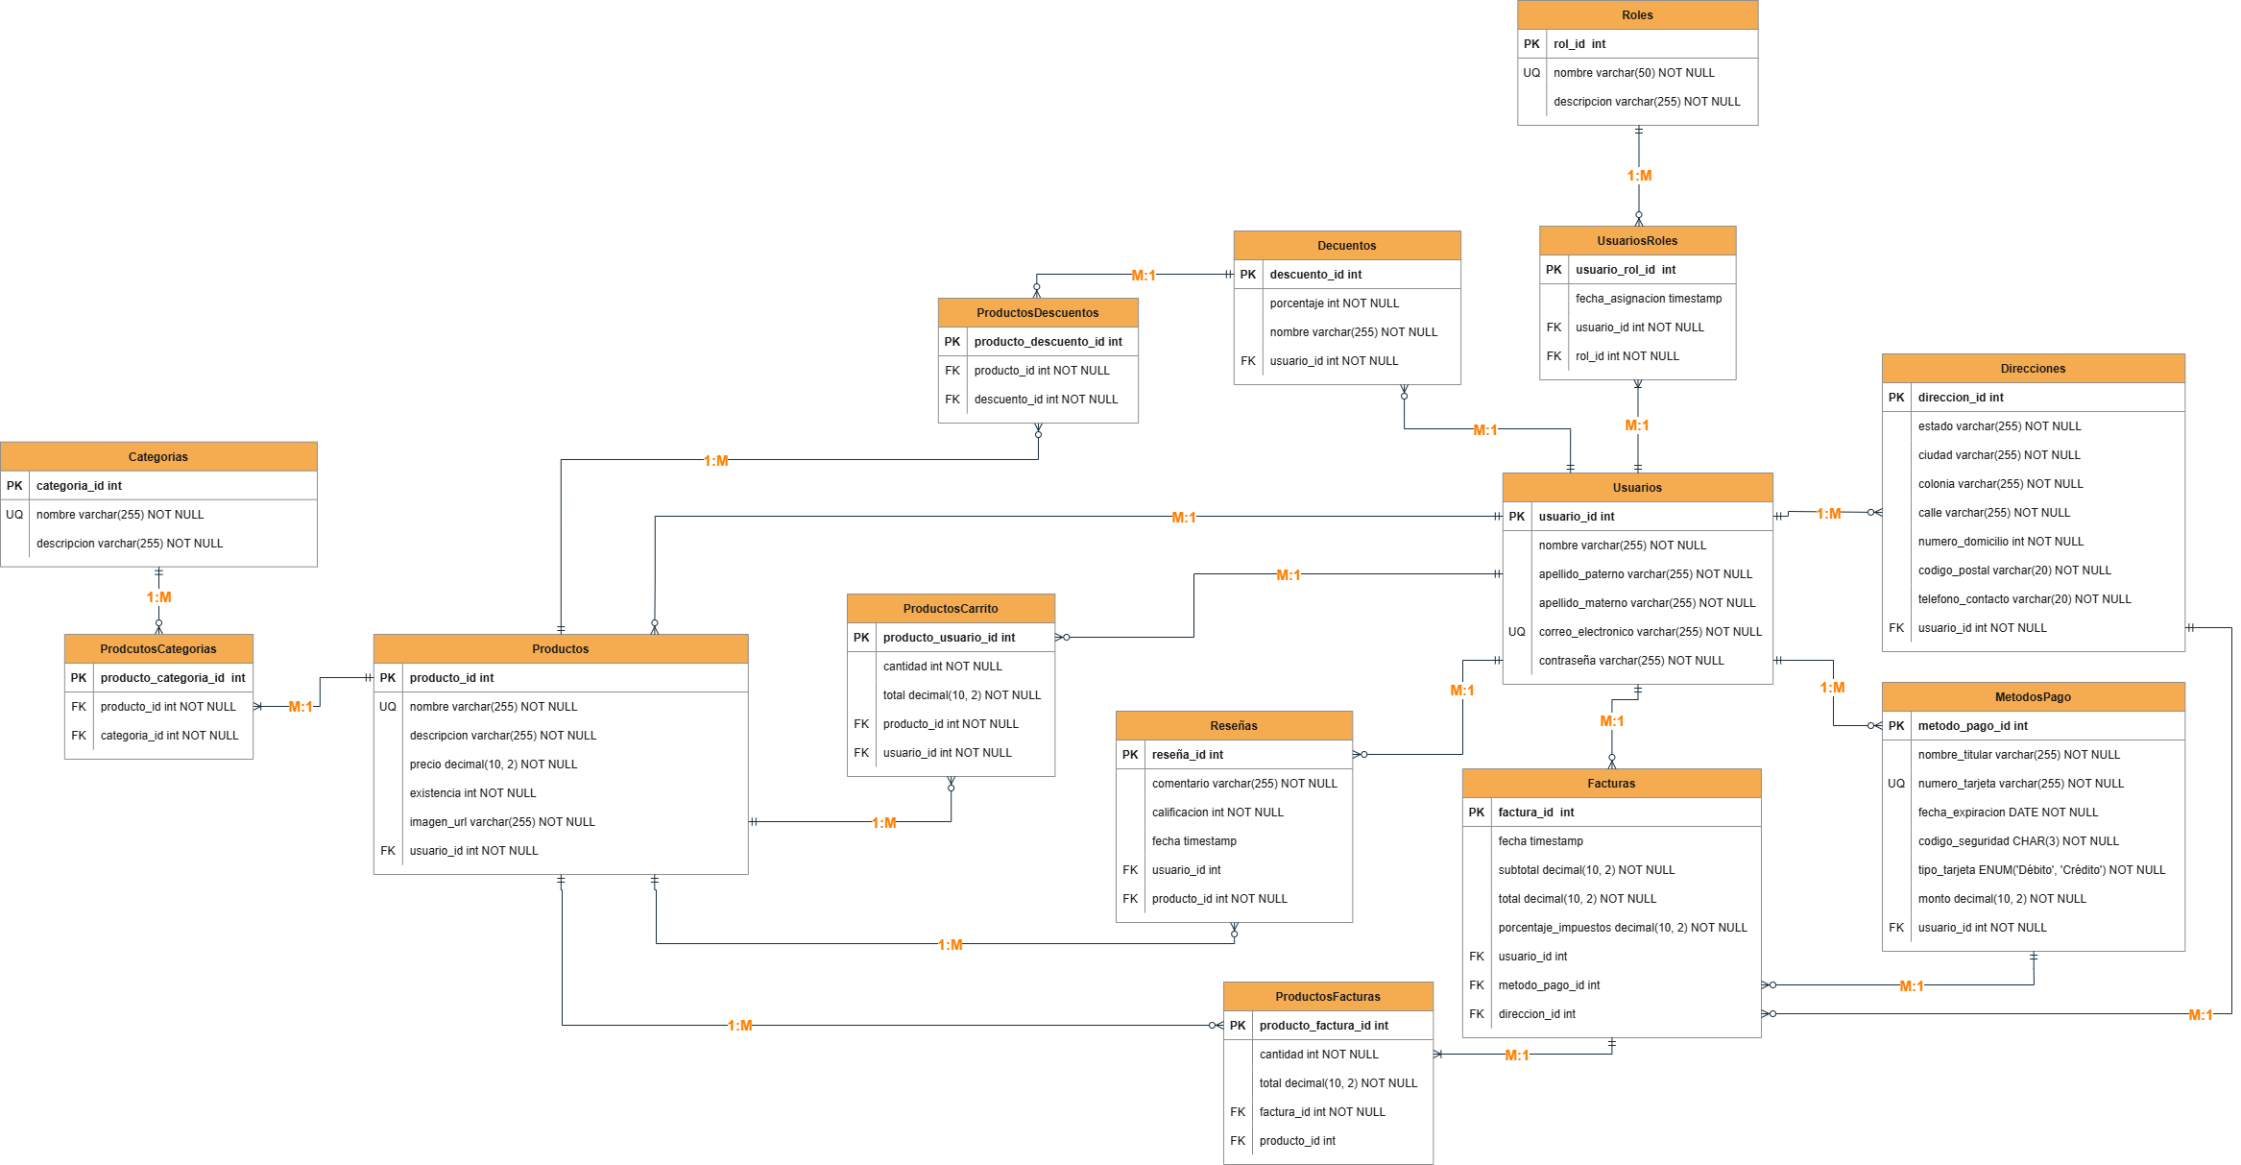 Roles
PK rol_id int
UQ nombre varchar(50) NOT NULL
descripcion varchar(255) NOT NULL
1:M
UsuariosRoles
PK usuario_rol_id int
fecha_asignacion timestamp
FK usuario_id int NOT NULL
FK rol_id int NOT NULL
M:1
Decuentos
PK descuento_id int
porcentaje int NOT NULL
nombre varchar(255) NOT NULL
FK usuario_id int NOT NULL
M:1
M:1
ProductosDescuentos
PK producto_descuento_id int
FK producto_id int NOT NULL
FK descuento_id int NOT NULL
1:M
Direcciones
PK direccion_id int
estado varchar(255) NOT NULL
ciudad varchar(255) NOT NULL
colonia varchar(255) NOT NULL
calle varchar(255) NOT NULL
numero_domicilio int NOT NULL
codigo_postal varchar(20) NOT NULL
telefono_contacto varchar(20) NOT NULL
FK usuario_id int NOT NULL
Categorias
PK categoria_id int
UQ nombre varchar(255) NOT NULL
descripcion varchar(255) NOT NULL
1:M
Usuarios
PK usuario_id int
nombre varchar(255) NOT NULL
apellido_paterno varchar(255) NOT NULL
apellido_materno varchar(255) NOT NULL
UQ correo_electronico varchar(255) NOT NULL
contraseña varchar(255) NOT NULL
1:M
M:1
M:1
ProductosCarrito
PK producto_usuario_id int
cantidad int NOT NULL
total decimal(10, 2) NOT NULL
FK producto_id int NOT NULL
FK usuario_id int NOT NULL
1:M
ProdcutosCategorias
PK producto_categoria_id int
FK producto_id int NOT NULL
FK categoria_id int NOT NULL
M:1
Productos
PK producto_id int
UQ nombre varchar(255) NOT NULL
descripcion varchar(255) NOT NULL
precio decimal(10, 2) NOT NULL
existencia int NOT NULL
imagen_url varchar(255) NOT NULL
FK usuario_id int NOT NULL
M:1
M:1
1:M
MetodosPago
PK metodo_pago_id int
nombre_titular varchar(255) NOT NULL
UQ numero_tarjeta varchar(255) NOT NULL
fecha_expiracion DATE NOT NULL
codigo_seguridad CHAR(3) NOT NULL
tipo_tarjeta ENUM('Débito', 'Crédito') NOT NULL
monto decimal(10, 2) NOT NULL
FK usuario_id int NOT NULL
Reseñas
PK reseña_id int
comentario varchar(255) NOT NULL
calificacion int NOT NULL
fecha timestamp
FK usuario_id int
FK producto_id int NOT NULL
1:M
Facturas
PK factura_id int
fecha timestamp
subtotal decimal(10, 2) NOT NULL
total decimal(10, 2) NOT NULL
porcentaje_impuestos decimal(10, 2) NOT NULL
FK usuario_id int
FK metodo_pago_id int
FK direccion_id int
M:1
M:1
1:M
M:1
ProductosFacturas
PK producto_factura_id int
cantidad int NOT NULL
total decimal(10, 2) NOT NULL
FK factura_id int NOT NULL
FK producto_id int